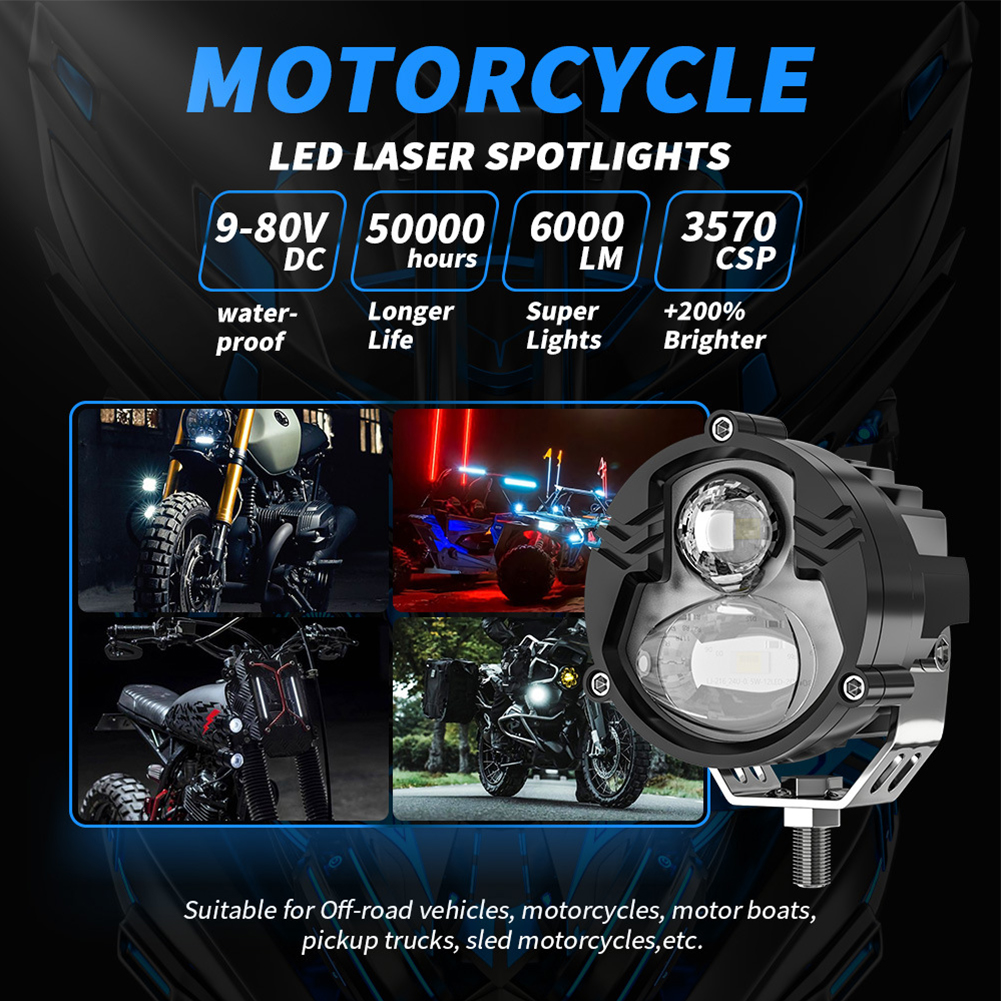 MOTORCYCLE
LED LASER SPOTLIGHTS
9-80V
DC
50000
hours
6000
LM
3570
CSP
water-
proof
Longer
Life
Super
Lights
+200%
Brighter
Suitable for Off-road vehicles, motorcycles, motor boats,
pickup trucks, sled motorcycles,etc.